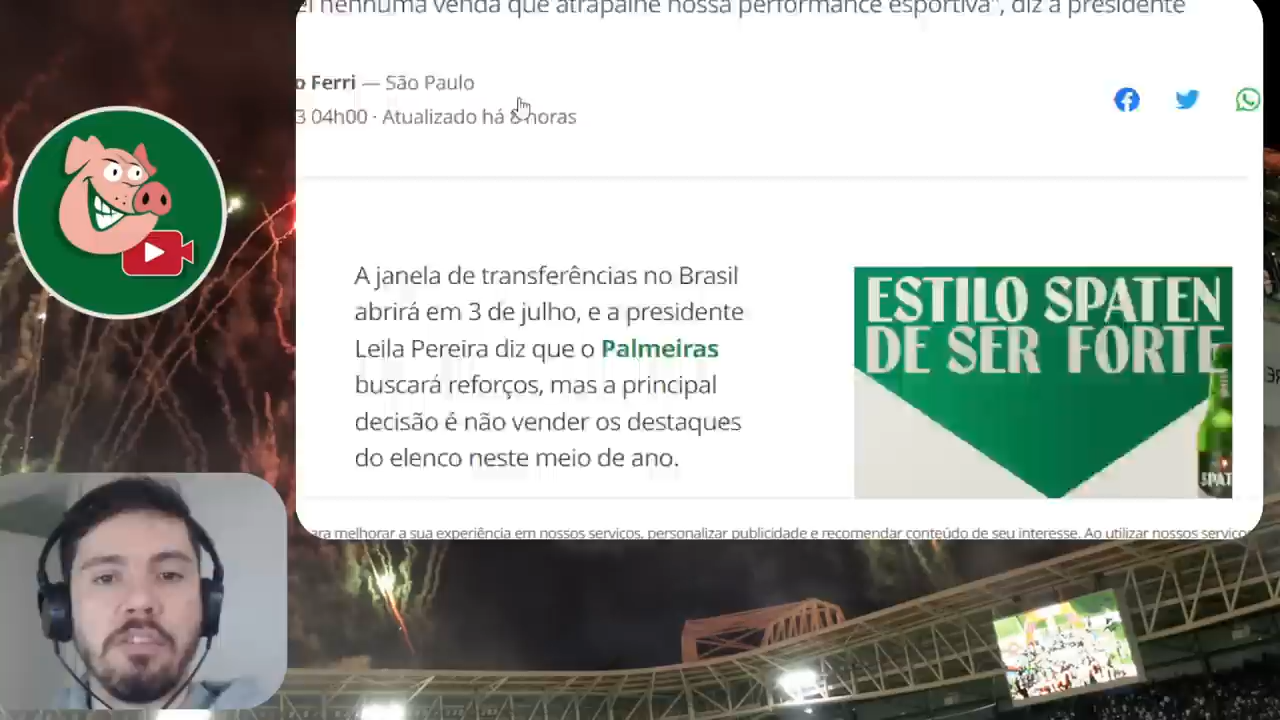 nenhuma venda que atrapalhe nossa performance esportiva", diz a presidente
o Ferri — São Paulo
3 04h00 · Atualizado há 8 horas
A janela de transferências no Brasil
abrirá em 3 de julho, e a presidente
Leila Pereira diz que o Palmeiras
buscará reforços, mas a principal
decisão é não vender os destaques
do elenco neste meio de ano.
ESTILO SPATEN
DE SER FORTE
SPAT
ara melhorar a sua experiência em nossos serviços, personalizar publicidade e recomendar conteúdo de seu interesse. Ao utilizar nossos serviço